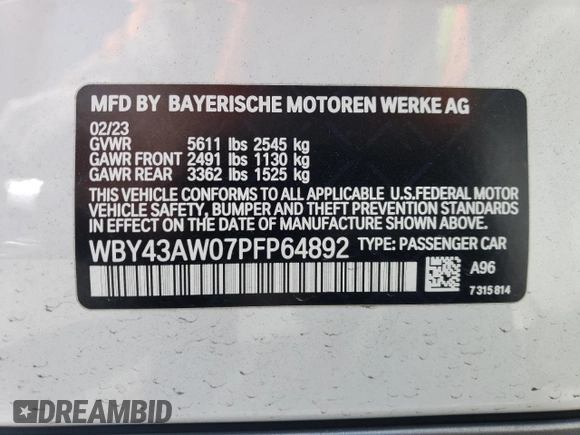 MFD BY BAYERISCHE MOTOREN WERKE AG
02/23
GVWR 5611 lbs 2545 kg
GAWR FRONT 2491 lbs 1130 kg
GAWR REAR 3362 lbs 1525 kg
THIS VEHICLE CONFORMS TO ALL APPLICABLE U.S.FEDERAL MOTOR
VEHICLE SAFETY, BUMPER AND THEFT PREVENTION STANDARDS
IN EFFECT ON THE DATE OF MANUFACTURE SHOWN ABOVE.
WBY43AW07PFP64892 TYPE: PASSENGER CAR
A96
7 315 814
DREAMBID